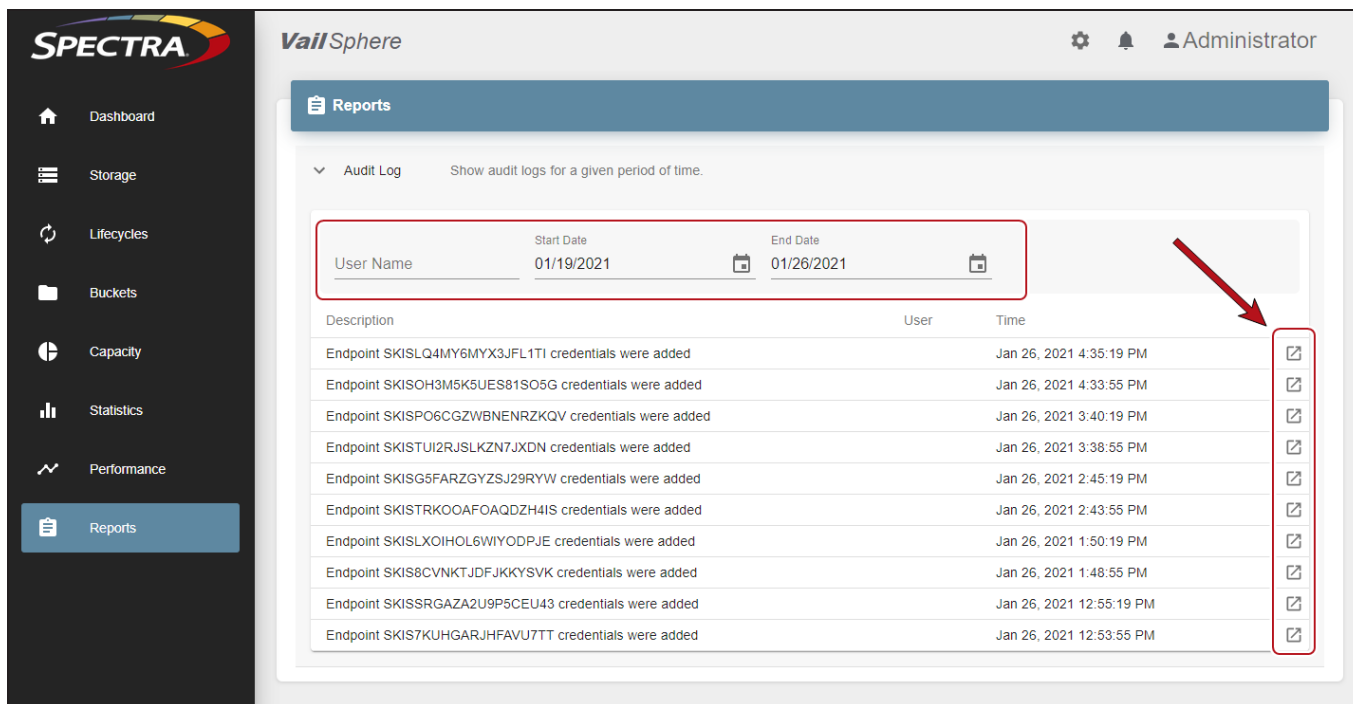 SPECTRA
Vail Sphere
Administrator
Dashboard
Storage
Lifecycles
Buckets
Capacity
Statistics
Performance
Reports
Reports
Audit Log Show audit logs for a given period of time.
User Name
Start Date
01/19/2021
End Date
01/26/2021
Description User Time
Endpoint SKISLQ4MY6MYX3JFL1TI credentials were added Jan 26, 2021 4:35:19 PM
Endpoint SKISOH3M5K5UES81SO5G credentials were added Jan 26, 2021 4:33:55 PM
Endpoint SKISPO6CGZWBNENRZKQV credentials were added Jan 26, 2021 3:40:19 PM
Endpoint SKISTUI2RJSLKZN7JXDN credentials were added Jan 26, 2021 3:38:55 PM
Endpoint SKISG5FARZGYZSJ29RYW credentials were added Jan 26, 2021 2:45:19 PM
Endpoint SKISTRKOOAFOAQDZH4IS credentials were added Jan 26, 2021 2:43:55 PM
Endpoint SKISLXOIHOL6WIYODPJE credentials were added Jan 26, 2021 1:50:19 PM
Endpoint SKIS8CVNKTJDFJKKYSVK credentials were added Jan 26, 2021 1:48:55 PM
Endpoint SKISSRGAZA2U9P5CEU43 credentials were added Jan 26, 2021 12:55:19 PM
Endpoint SKIS7KUHGARJHFAVU7TT credentials were added Jan 26, 2021 12:53:55 PM